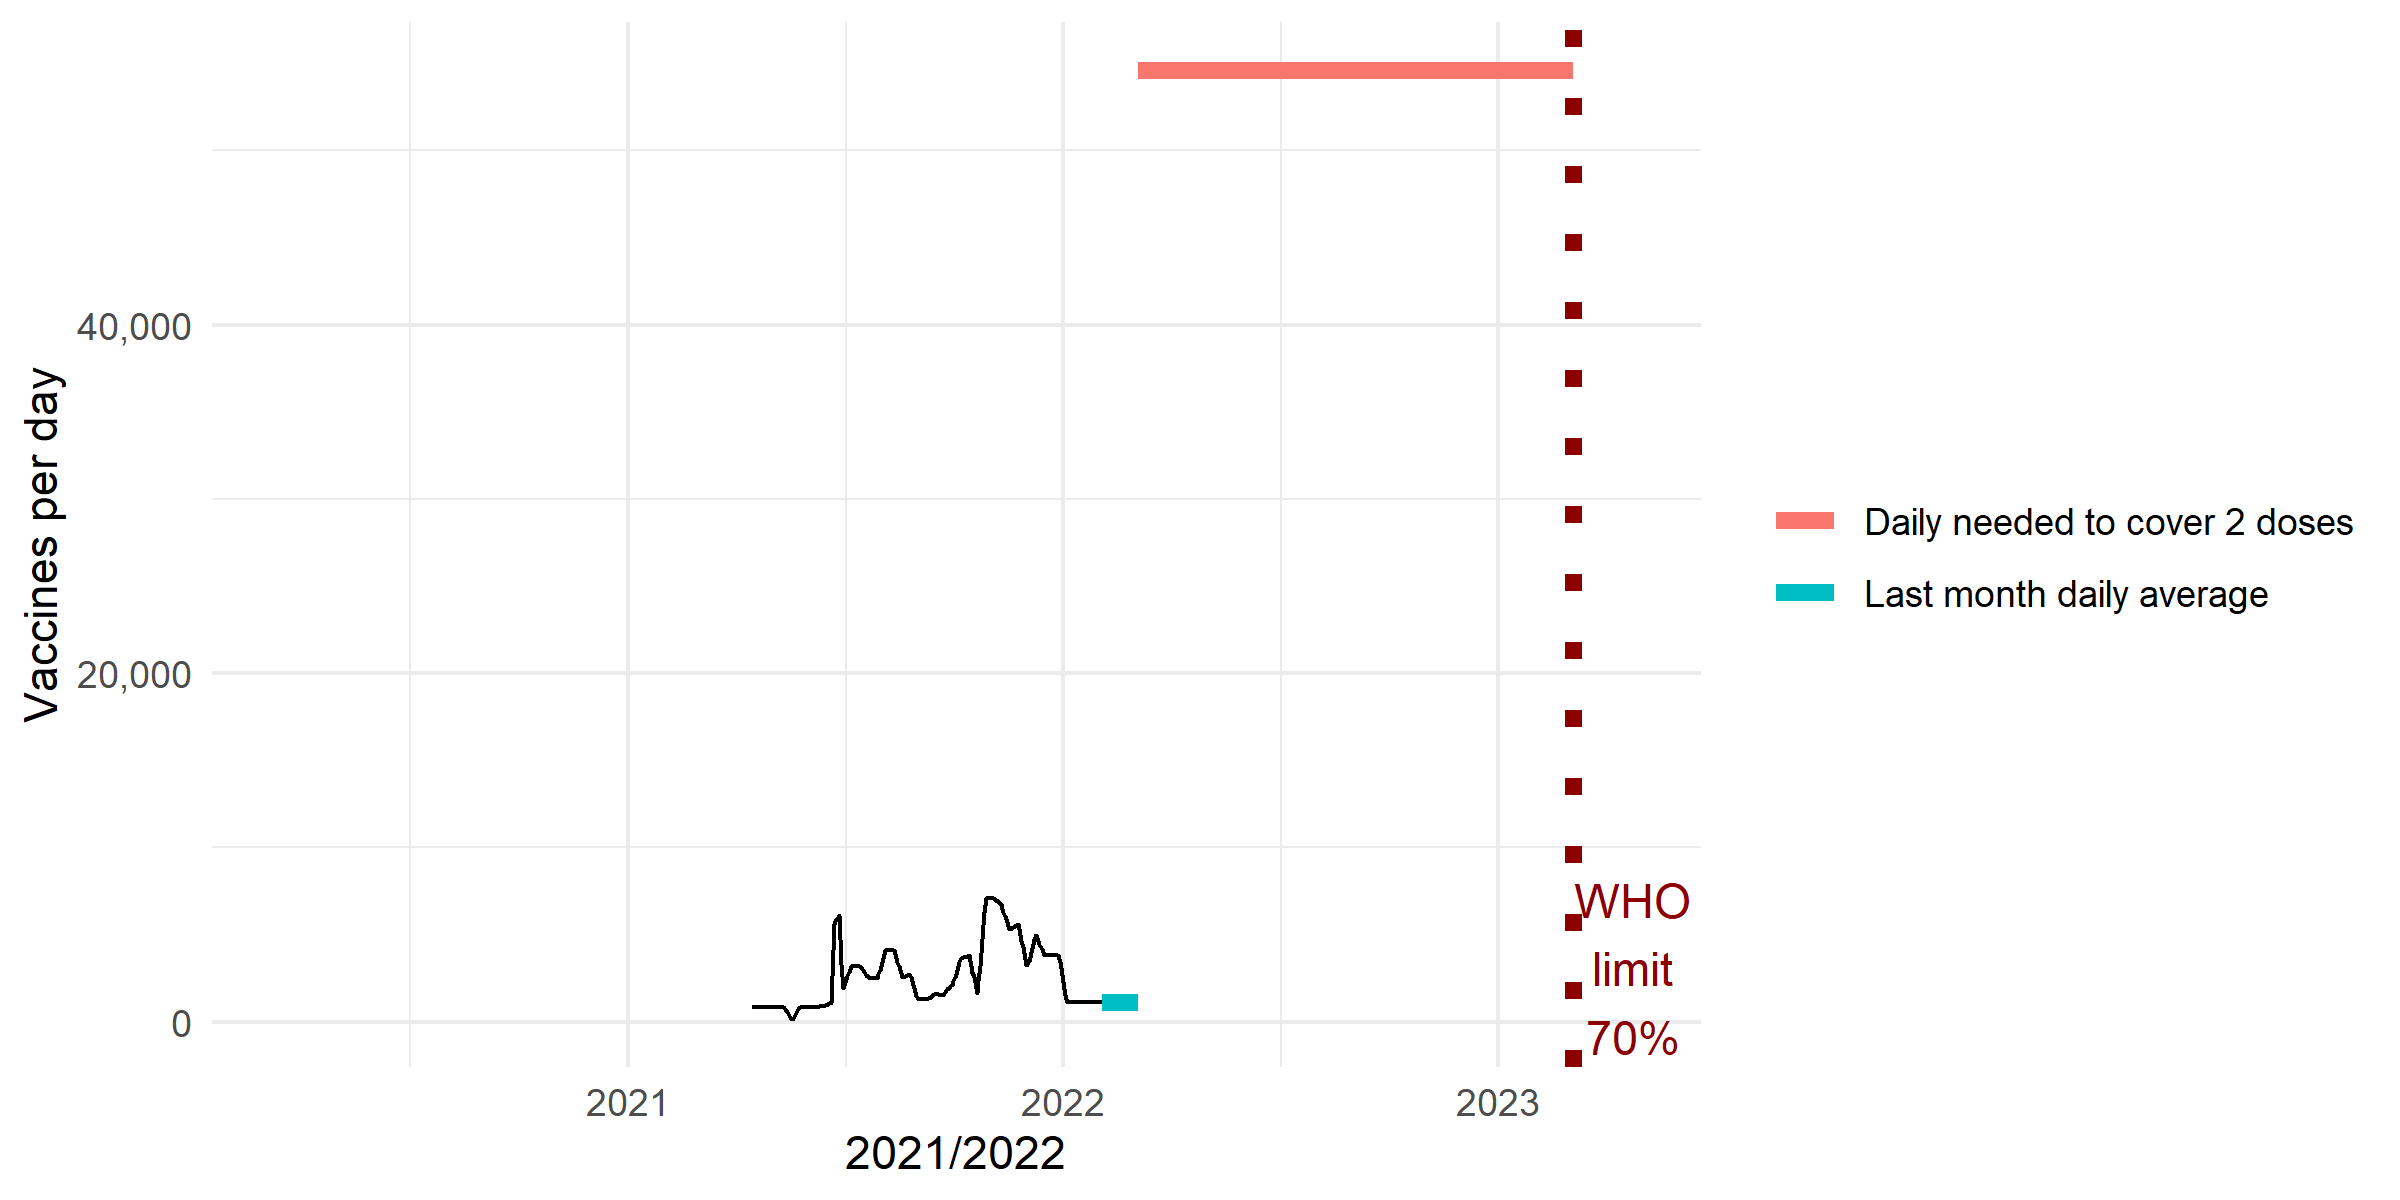 Vaccines per day
40,000
20,000
0
2021
2022
2023
2021/2022
WHO
limit
70%
Daily needed to cover 2 doses
Last month daily average